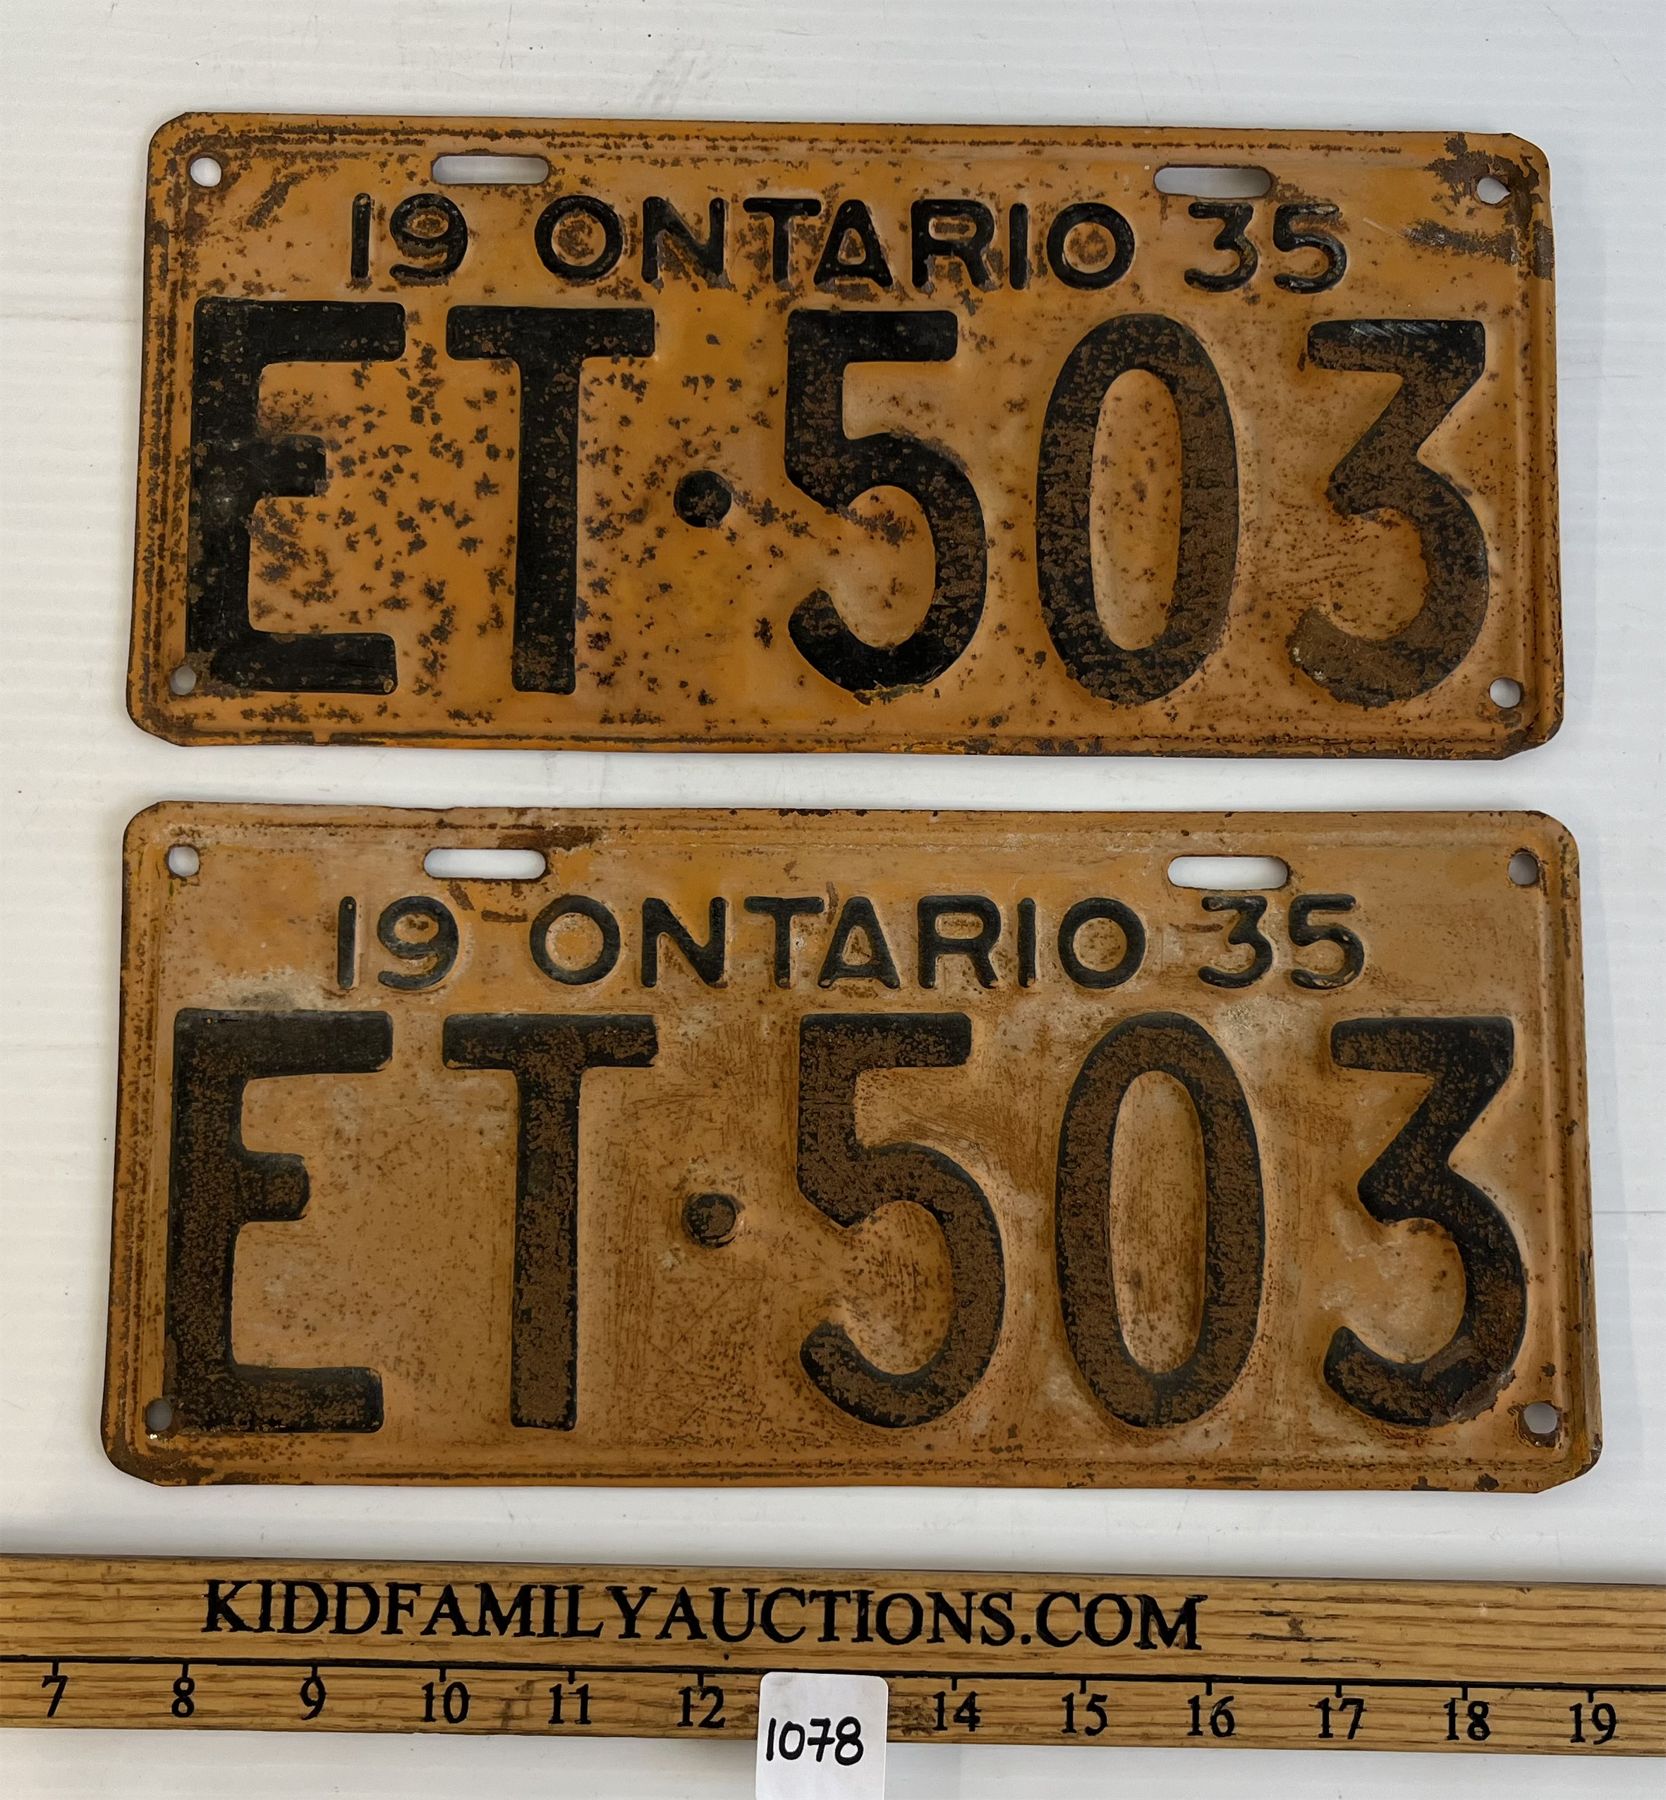 19 ONTARIO 35
ET·503
19 ONTARIO 35
ET·503
KIDDFAMILYAUCTIONS.COM
7 8 9 10 11 12 14 15 16 17 18 19
1078